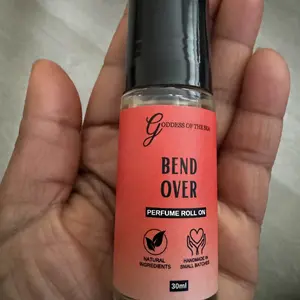 GODDESS OF THE
BEND
OVER
PERFUME ROLL ON
NATURAL
INGREDIENTS
HANDMADE IN
SMALL BATCHES
30ml